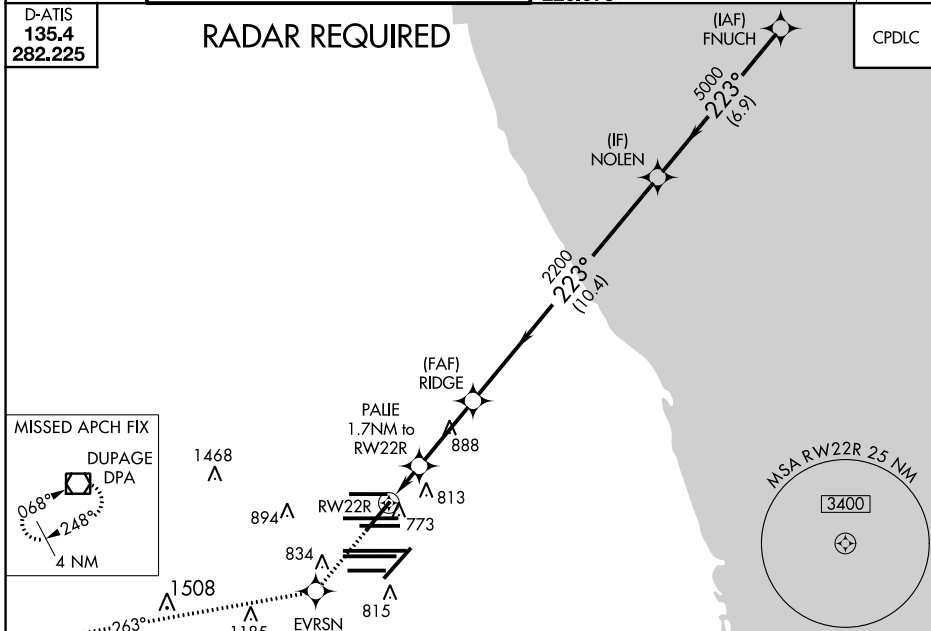 D-ATIS
135.4
282.225
RADAR REQUIRED
CPDLC
(IAF)
FNUCH
5000
223°
(6.9)
(IF)
NOLEN
2200
223°
(10.4)
(FAF)
RIDGE
PALIE
1.7NM to
RW22R
888
813
RW22R
773
1468
894
834
815
1508
263°
EVRSN
MISSED APCH FIX
DUPAGE
DPA
068°
248°
4 NM
MSA RW22R 25 NM
3400